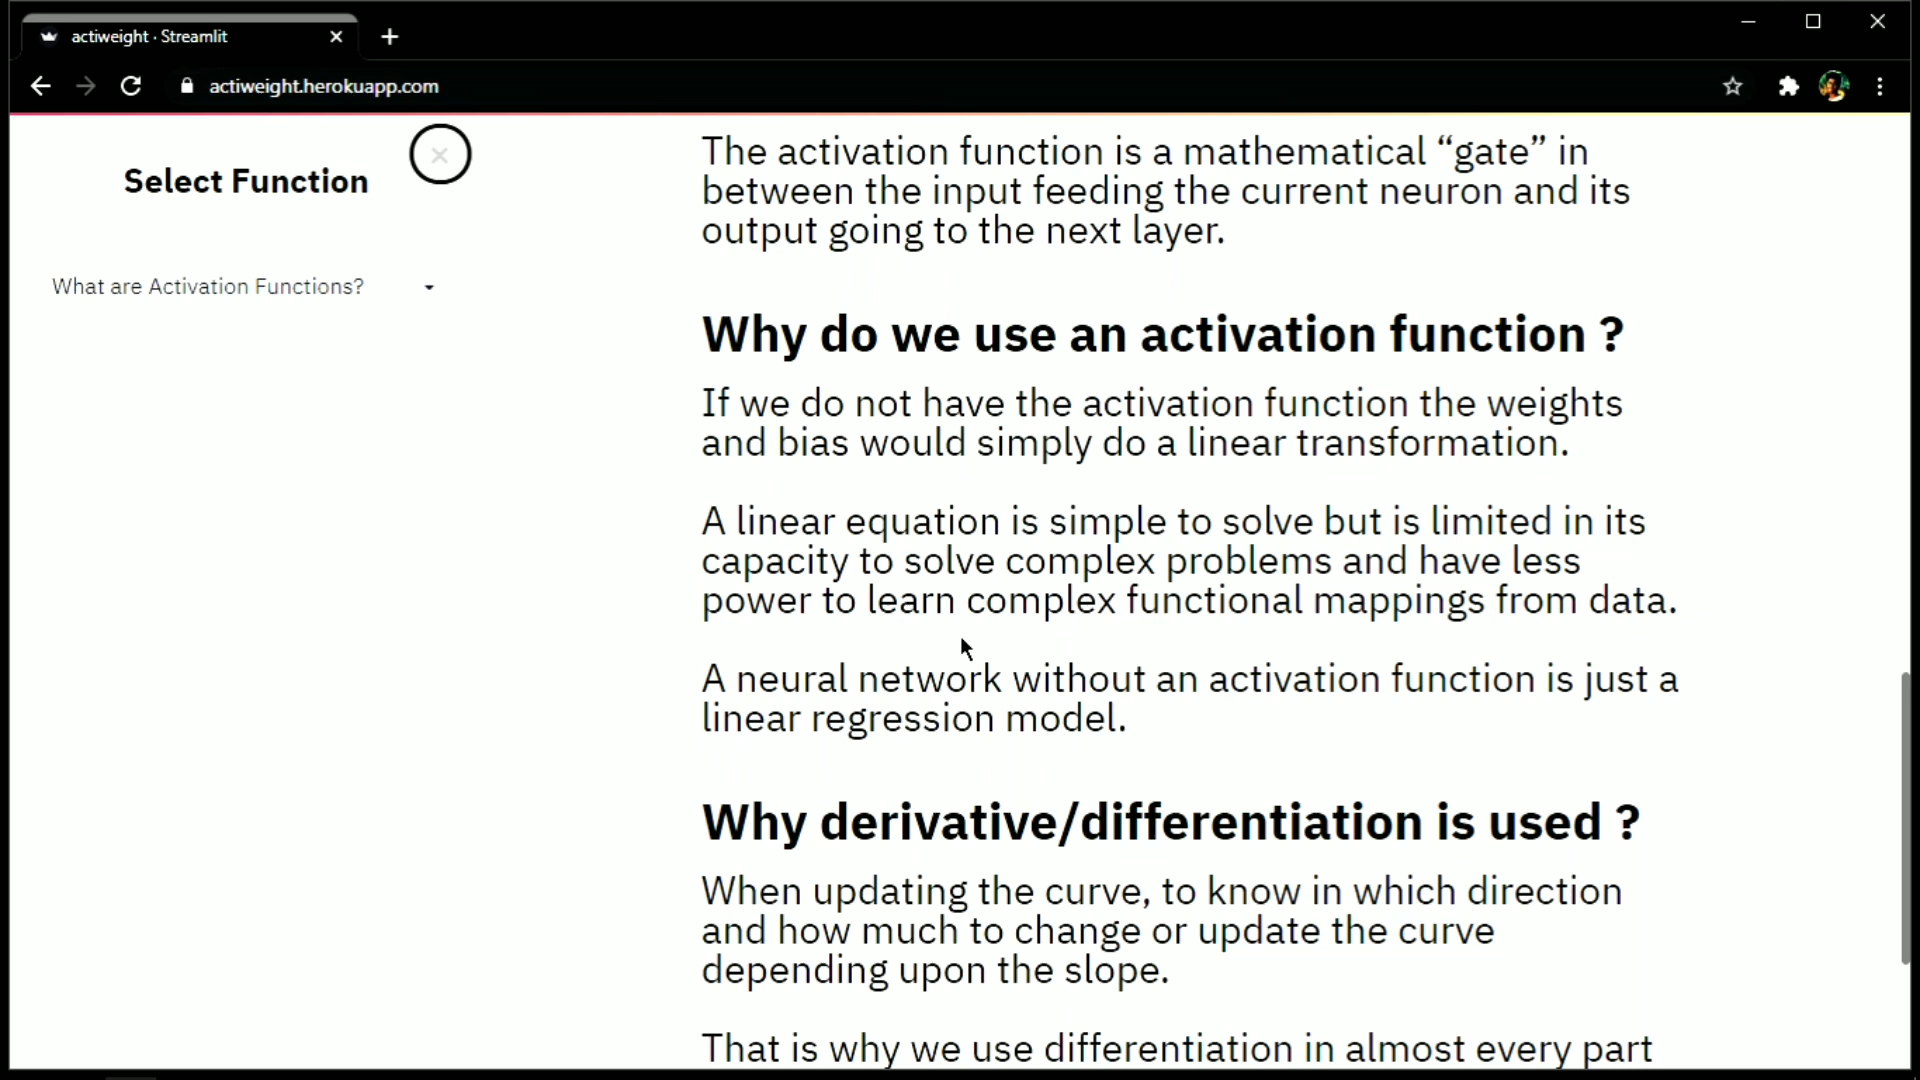 actiweight · Streamlit
actiweight.herokuapp.com
Select Function
What are Activation Functions?
The activation function is a mathematical “gate” in
between the input feeding the current neuron and its
output going to the next layer.
Why do we use an activation function ?
If we do not have the activation function the weights
and bias would simply do a linear transformation.
A linear equation is simple to solve but is limited in its
capacity to solve complex problems and have less
power to learn complex functional mappings from data.
A neural network without an activation function is just a
linear regression model.
Why derivative/differentiation is used ?
When updating the curve, to know in which direction
and how much to change or update the curve
depending upon the slope.
That is why we use differentiation in almost every part